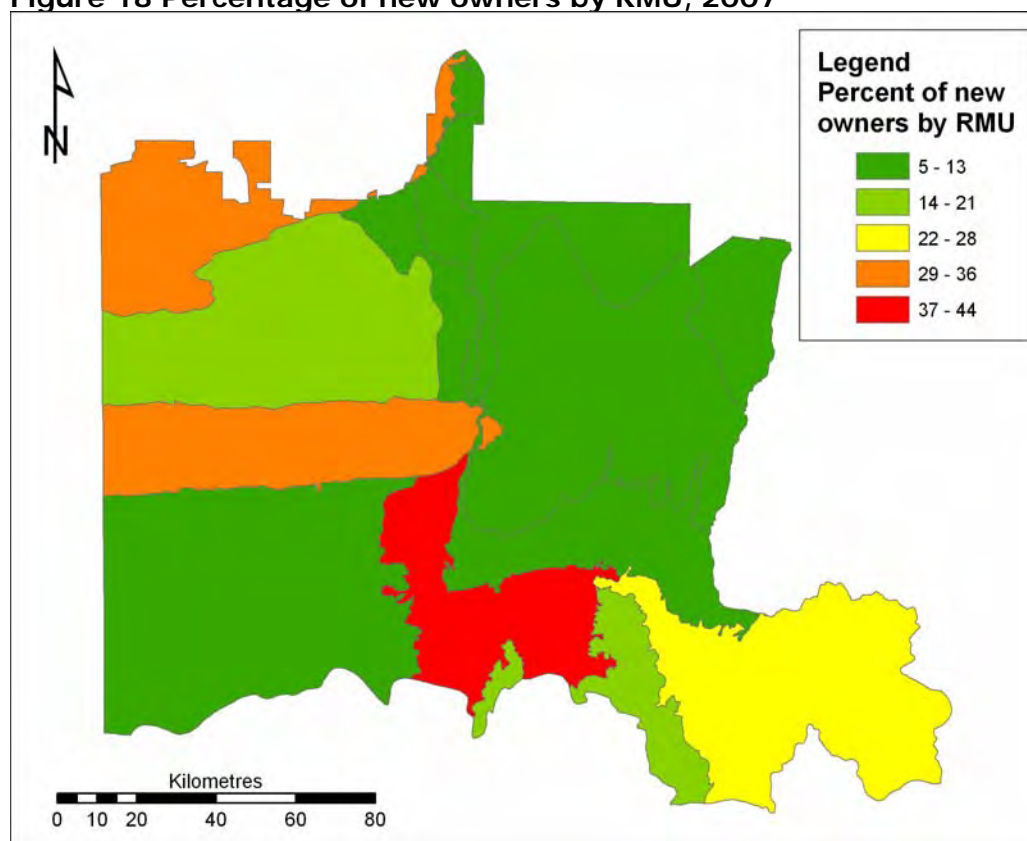 Figure 18 Percentage of new owners by RMU, 2007
N
Legend
Percent of new
owners by RMU
5 - 13
14 - 21
22 - 28
29 - 36
37 - 44
Kilometres
0 10 20 40 60 80